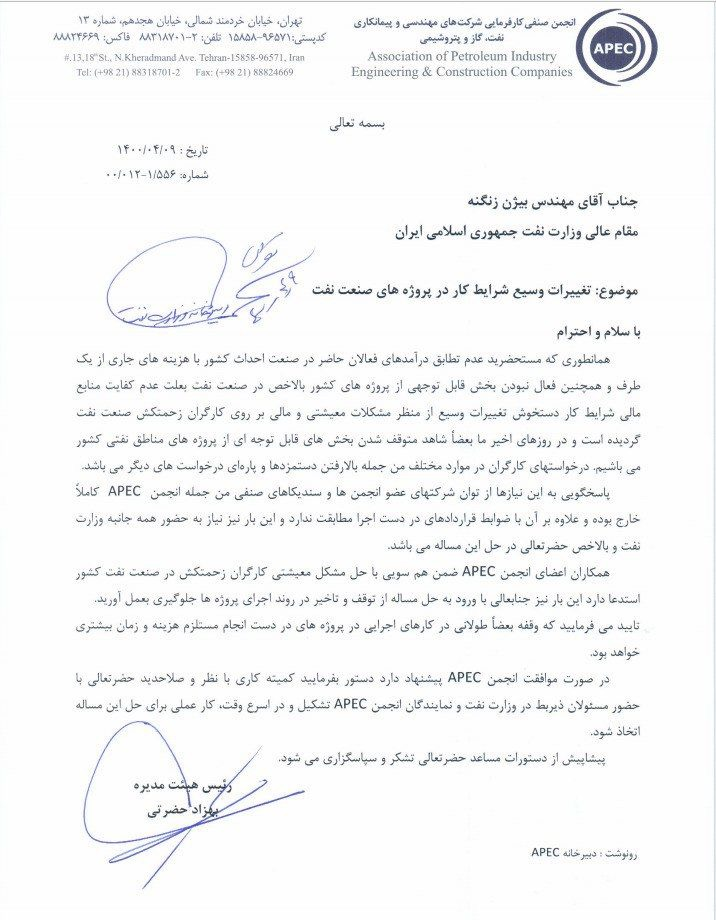 انجمن صنفی کارفرمایی شرکت‌های مهندسی و پیمانکاری
نفت، گاز و پتروشیمی
Association of Petroleum Industry
Engineering & Construction Companies
APEC
تهران، خیابان خردمند شمالی، خیابان هجدهم، شماره ۱۳
کدپستی: ۹۶۵۷۱-۱۵۸۵۸ تلفن: ۲-۸۸۳۱۸۷۰۱ فاکس: ۸۸۸۲۴۶۶۹
#.13,18th St., N.Kheradmand Ave. Tehran-15858-96571, Iran
Tel: (+98 21) 88318701-2 Fax: (+98 21) 88824669
بسمه تعالی
تاریخ : ۱۴۰۰/۰۴/۰۹
شماره: ۰۰/۰۱۲-۱/۵۵۶
جناب آقای مهندس بیژن زنگنه
مقام عالی وزارت نفت جمهوری اسلامی ایران
موضوع: تغییرات وسیع شرایط کار در پروژه های صنعت نفت
با سلام و احترام
همانطوری که مستحضرید عدم تطابق درآمدهای فعالان حاضر در صنعت احداث کشور با هزینه های جاری از یک
طرف و همچنین فعال نبودن بخش قابل توجهی از پروژه های کشور بالاخص در صنعت نفت بعلت عدم کفایت منابع
مالی شرایط کار دستخوش تغییرات وسیع از منظر مشکلات معیشتی و مالی بر روی کارگران زحمتکش صنعت نفت
گردیده است و در روزهای اخیر ما بعضاً شاهد متوقف شدن بخش های قابل توجه ای از پروژه های مناطق نفتی کشور
می باشیم. درخواستهای کارگران در موارد مختلف من جمله بالارفتن دستمزدها و پاره‌ای درخواست های دیگر می باشد.
پاسخگویی به این نیازها از توان شرکتهای عضو انجمن ها و سندیکاهای صنفی من جمله انجمن APEC کاملاً
خارج بوده و علاوه بر آن با ضوابط قراردادهای در دست اجرا مطابقت ندارد و این بار نیز نیاز به حضور همه جانبه وزارت
نفت و بالاخص حضرتعالی در حل این مساله می باشد.
همکاران اعضای انجمن APEC ضمن هم سویی با حل مشکل معیشتی کارگران زحمتکش در صنعت نفت کشور
استدعا دارد این بار نیز جنابعالی با ورود به حل مساله از توقف و تاخیر در روند اجرای پروژه ها جلوگیری بعمل آورید.
تایید می فرمایید که وقفه بعضاً طولانی در کارهای اجرایی در پروژه های در دست انجام مستلزم هزینه و زمان بیشتری
خواهد بود.
در صورت موافقت انجمن APEC پیشنهاد دارد دستور بفرمایید کمیته کاری با نظر و صلاحدید حضرتعالی با
حضور مسئولان ذیربط در وزارت نفت و نمایندگان انجمن APEC تشکیل و در اسرع وقت، کار عملی برای حل این مساله
اتخاذ شود.
پیشاپیش از دستورات مساعد حضرتعالی تشکر و سپاسگزاری می شود.
رئیس هیئت مدیره
بهزاد حضرتی
رونوشت : دبیرخانه APEC